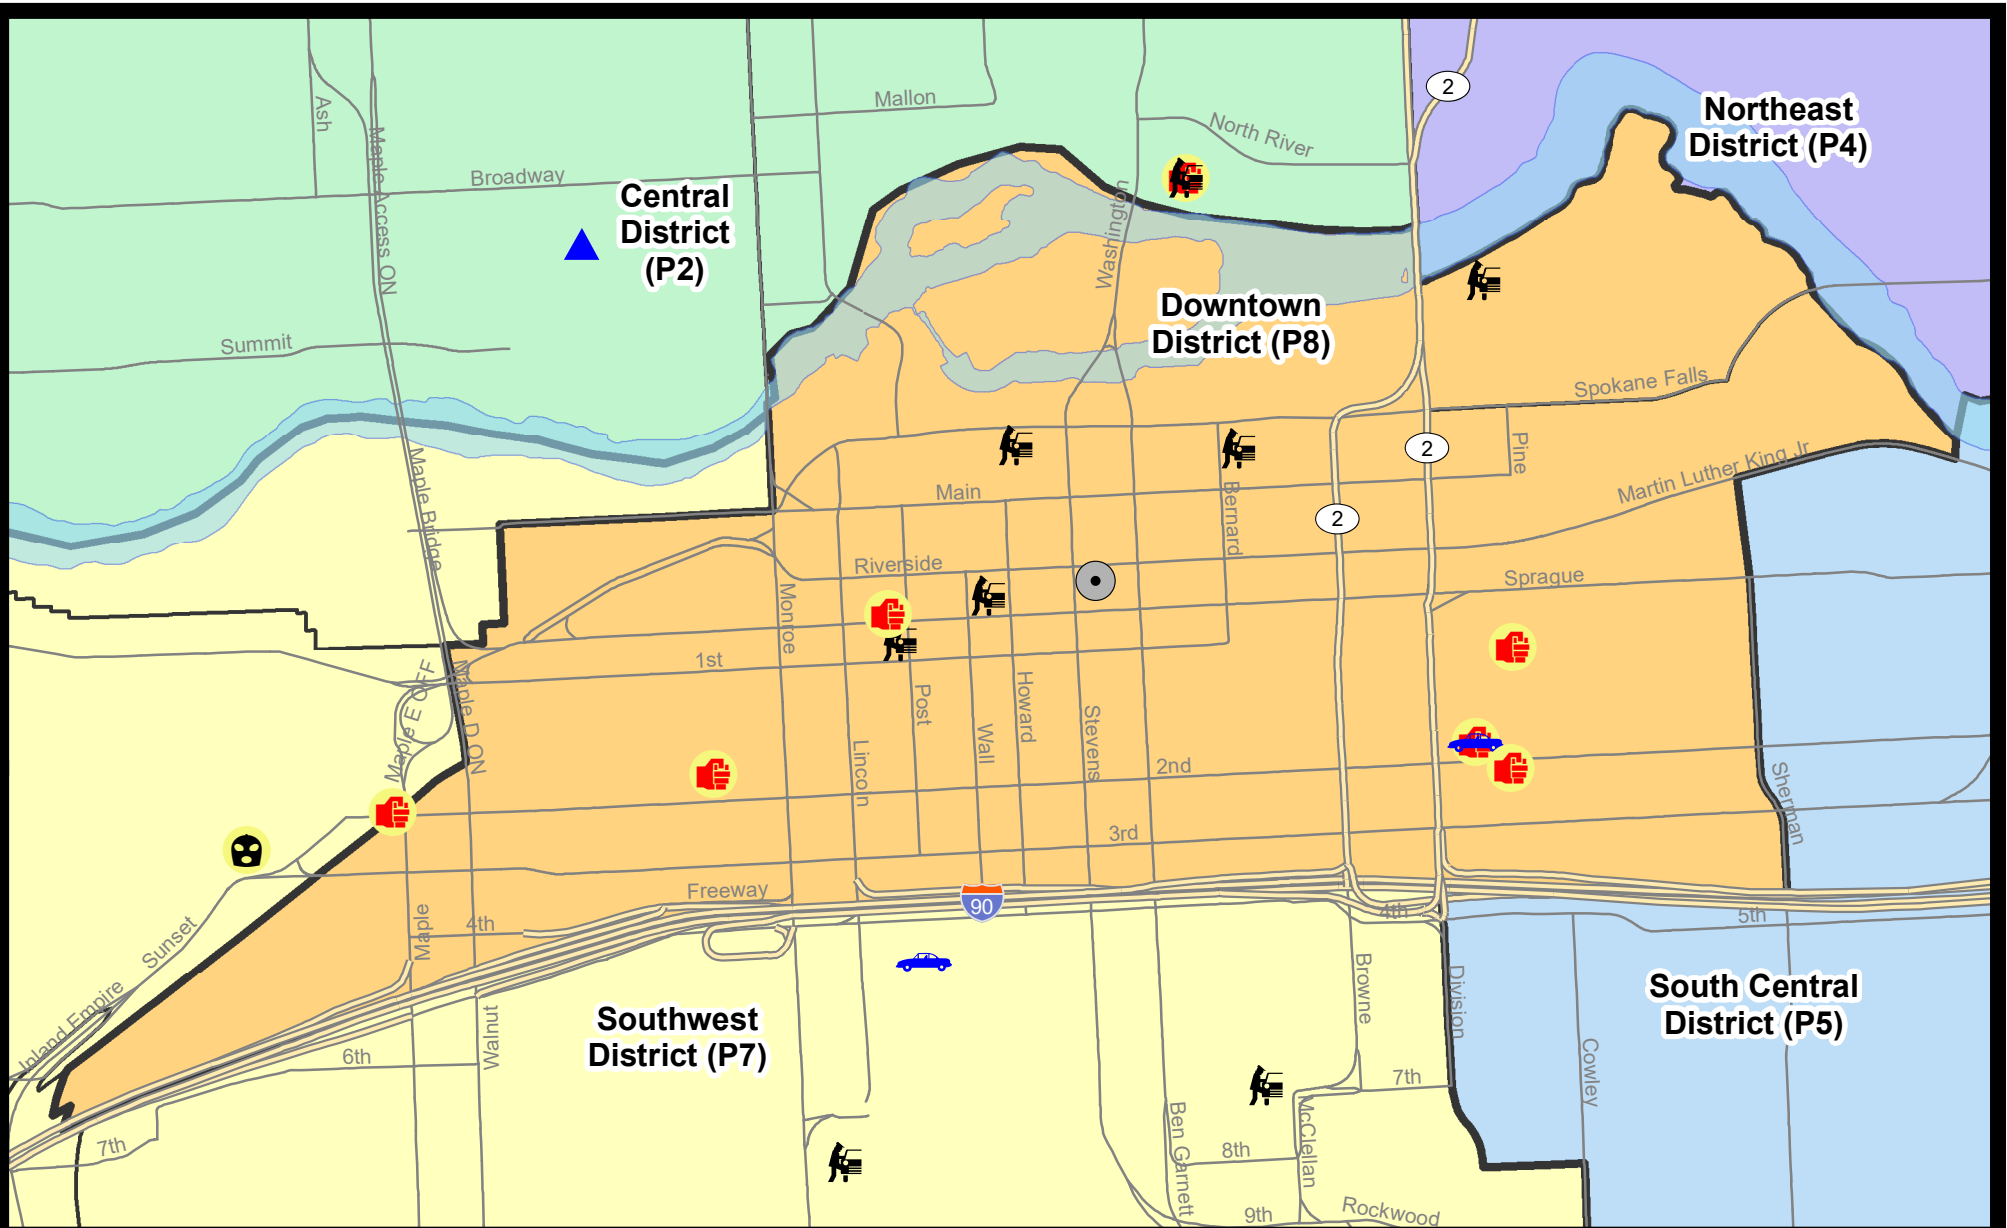 2
Northeast
District (P4)
Mallon
Ash
North River
Maple Access ON
Broadway
Central
District
(P2)
Washington
Downtown
District (P8)
Summit
Spokane Falls
Pine
2
Martin Luther King Jr
Maple Bridge
Main
Bernard
2
Riverside
Sprague
Monroe
1st
Maple E OFF
Maple D ON
Post
Howard
Stevens
Wall
Lincoln
2nd
Sherman
3rd
Freeway
90
4th
5th
Maple
4th
Sunset
Browne
Division
South Central
District (P5)
Inland Empire
Walnut
Southwest
District (P7)
6th
Cowley
7th
McClellan
Ben Garnett
7th
8th
9th
Rockwood